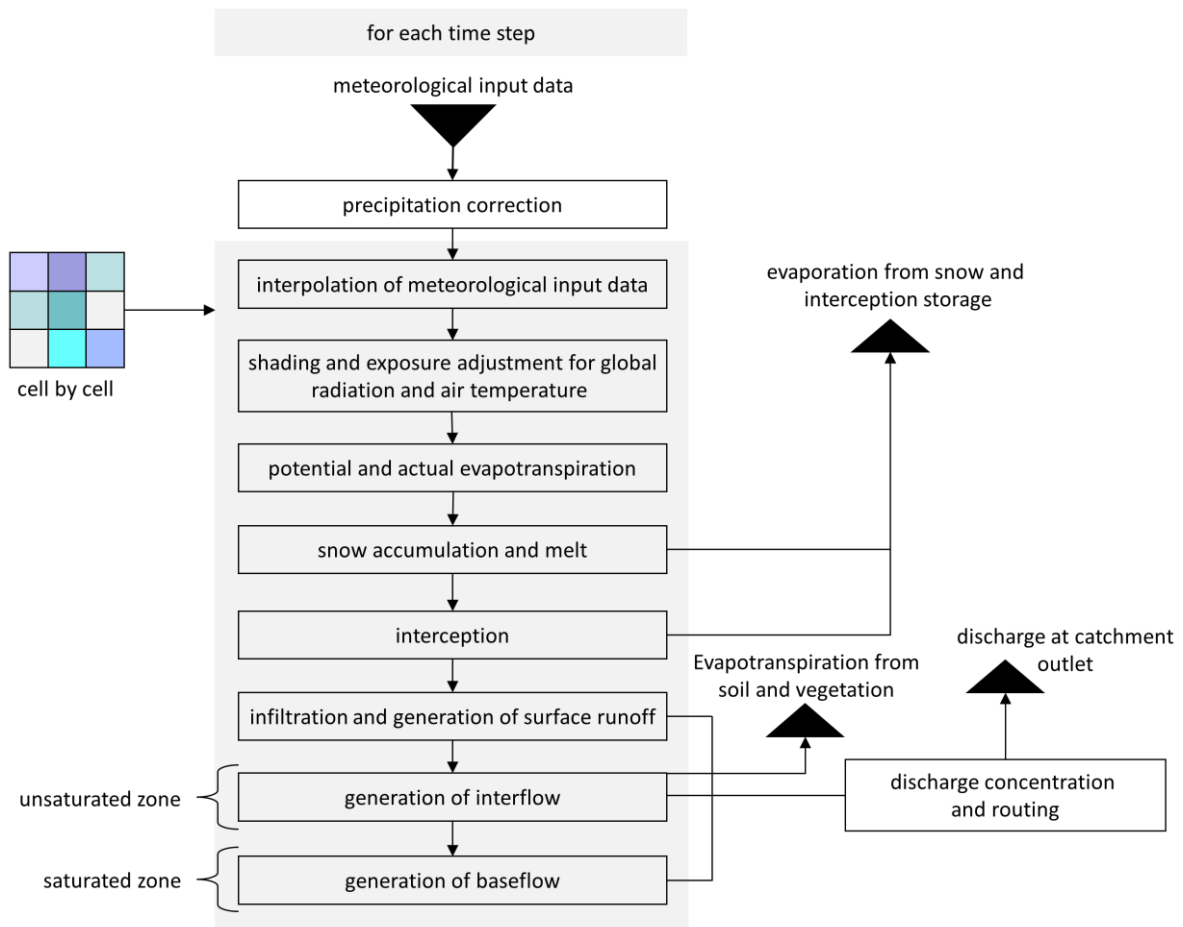 for each time step
meteorological input data
precipitation correction
interpolation of meteorological input data
cell by cell
shading and exposure adjustment for global
radiation and air temperature
potential and actual evapotranspiration
snow accumulation and melt
interception
infiltration and generation of surface runoff
unsaturated zone
generation of interflow
saturated zone
generation of baseflow
evaporation from snow and
interception storage
Evapotranspiration from
soil and vegetation
discharge at catchment
outlet
discharge concentration
and routing